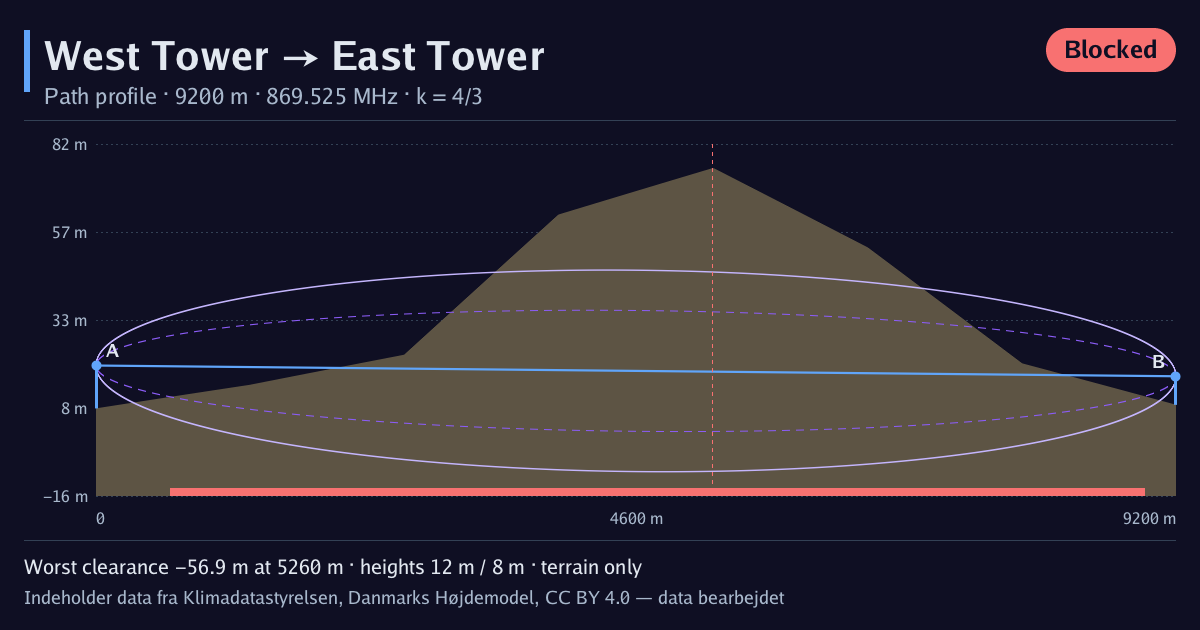 West Tower → East Tower
Blocked
Path profile · 9200 m · 869.525 MHz · k = 4/3
82 m
57 m
33 m
A
B
8 m
−16 m
0
4600 m
9200 m
Worst clearance −56.9 m at 5260 m · heights 12 m / 8 m · terrain only
Indeholder data fra Klimadatastyrelsen, Danmarks Højdemodel, CC BY 4.0 — data bearbejdet